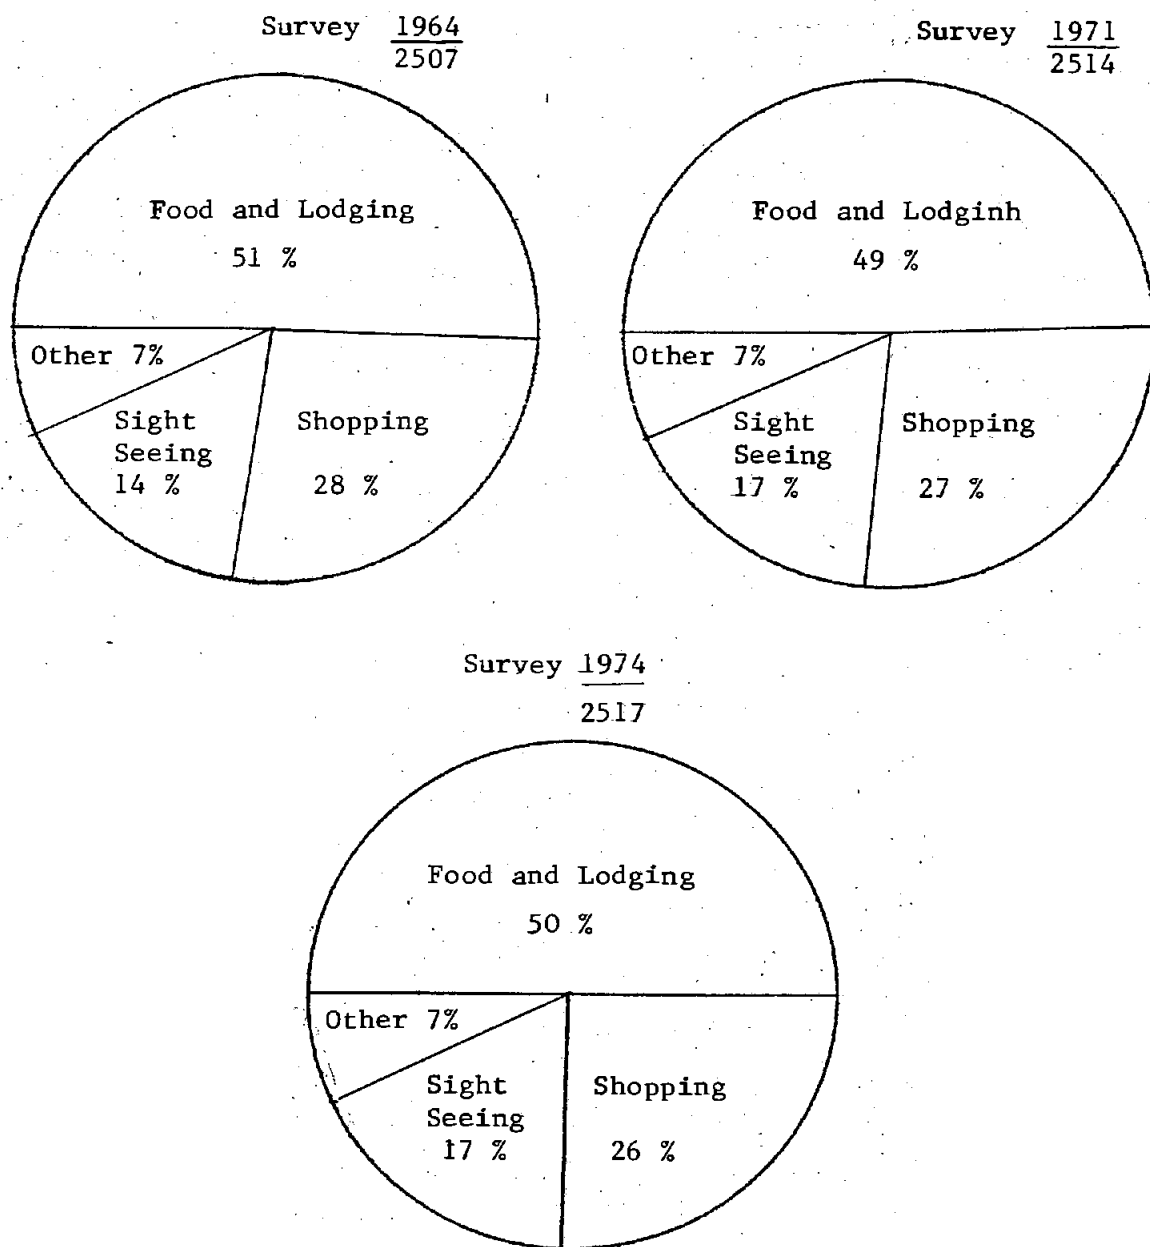 Survey 1964
2507
Survey 1971
2514
Food and Lodging
51 %
Other 7%
Sight
Seeing
14 %
Shopping
28 %
Food and Lodginh
49 %
Other 7%
Sight
Seeing
17 %
Shopping
27 %
Survey 1974
2517
Food and Lodging
50 %
Other 7%
Sight
Seeing
17 %
Shopping
26 %